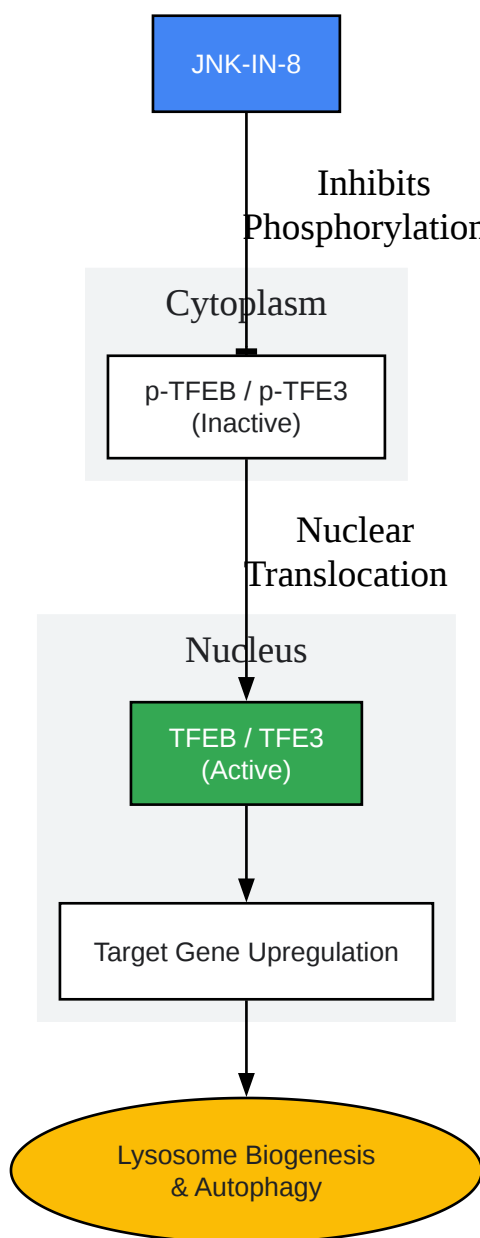 JNK-IN-8
Inhibits
Phosphorylation
Cytoplasm
p-TFEB / p-TFE3
(Inactive)
Nuclear
Translocation
Nucleus
TFEB / TFE3
(Active)
Target Gene Upregulation
Lysosome Biogenesis
& Autophagy